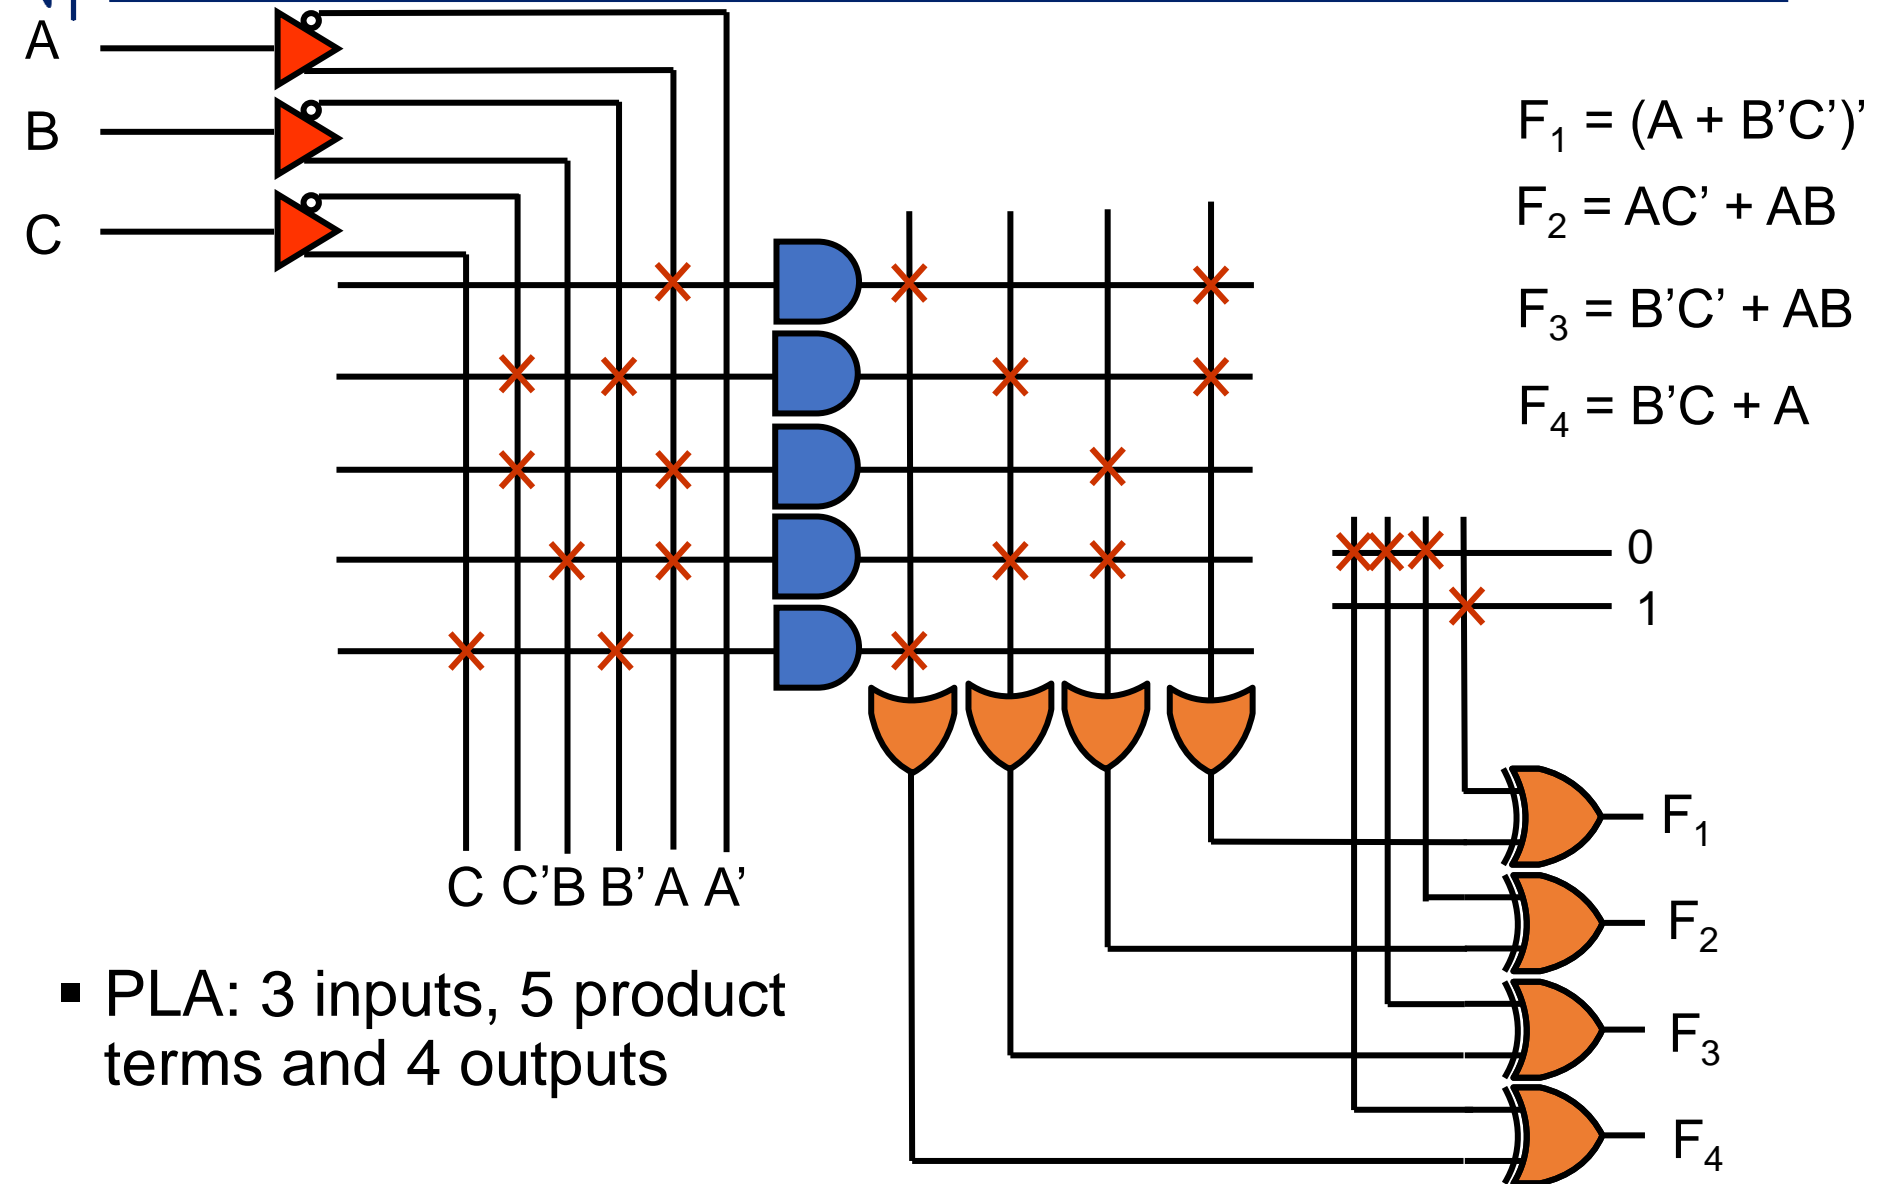 A
B
C
F₁ = (A + B’C’)’
F₂ = AC’ + AB
F₃ = B’C’ + AB
F₄ = B’C + A
0
1
F₁
F₂
F₃
F₄
C C’ B B’ A A’
▪ PLA: 3 inputs, 5 product
terms and 4 outputs